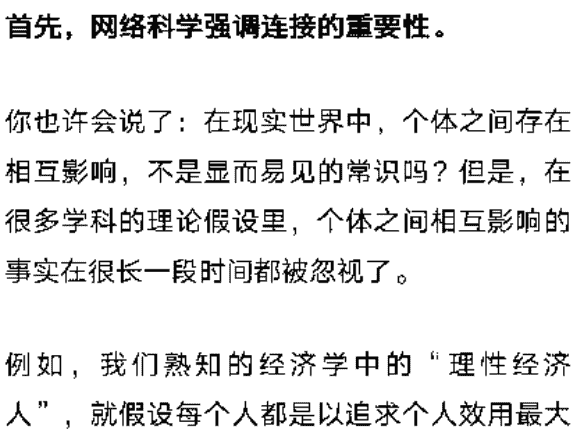 首先，网络科学强调连接的重要性。
你也许会说了：在现实世界中，个体之间存在
相互影响，不是显而易见的常识吗？但是，在
很多学科的理论假设里，个体之间相互影响的
事实在很长一段时间都被忽视了。
例如，我们熟知的经济学中的“理性经济
人”，就假设每个人都是以追求个人效用最大